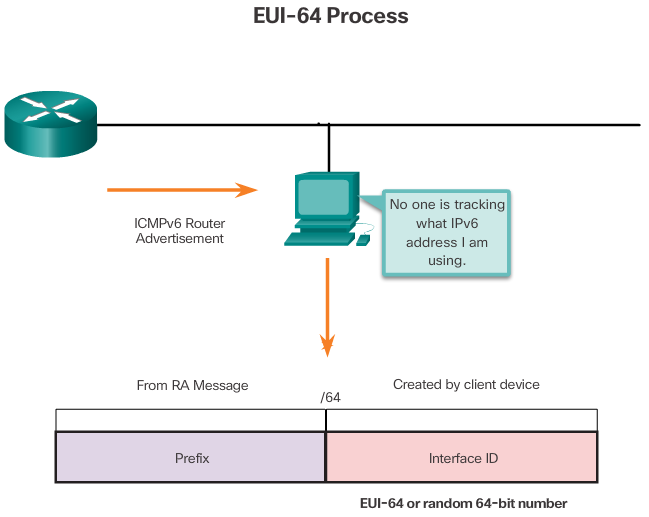 EUI-64 Process
ICMPv6 Router
Advertisement
No one is tracking
what IPv6
address I am
using.
From RA Message
/64
Created by client device
Prefix
Interface ID
EUI-64 or random 64-bit number